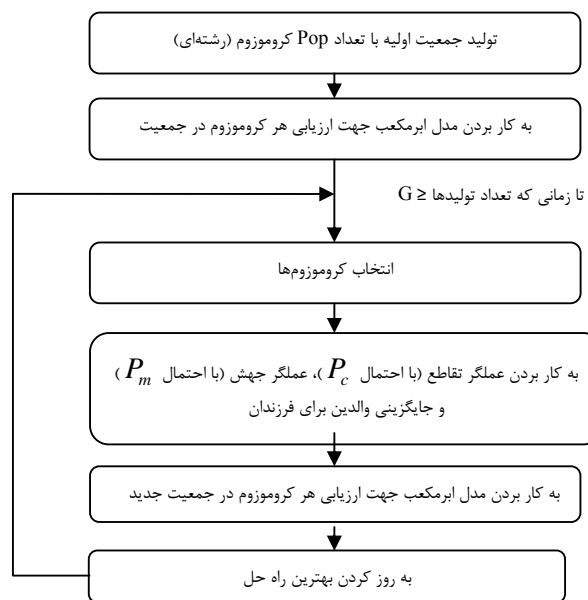 تولید جمعیت اولیه با تعداد Pop کروموزوم (رشته‌ای)
به کار بردن مدل ابرمکعب جهت ارزیابی هر کروموزوم در جمعیت
تا زمانی که تعداد تولیدها ≤ G
انتخاب کروموزوم‌ها
به کار بردن عملگر تقاطع (با احتمال P_c)، عملگر جهش (با احتمال P_m)
و جایگزینی والدین برای فرزندان
به کار بردن مدل ابرمکعب جهت ارزیابی هر کروموزوم در جمعیت جدید
به روز کردن بهترین راه حل